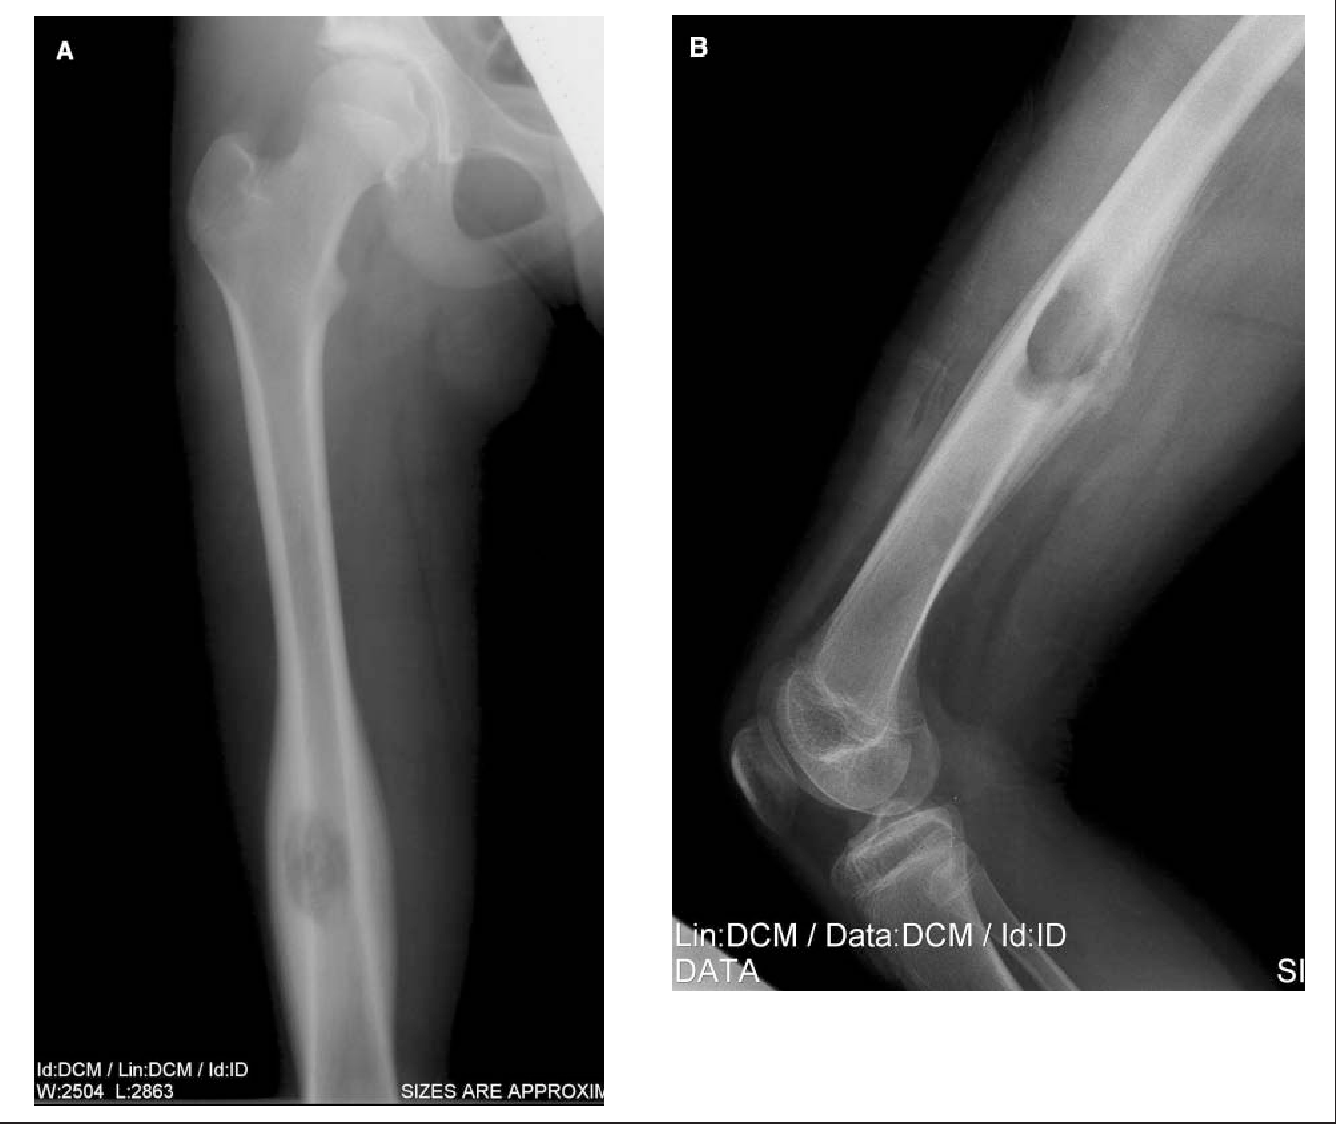 A
B
Lin:DCM / Data:DCM / Id:ID
DATA
SI
Id:DCM / Lin:DCM / Id:ID
W:2504 L:2863
SIZES ARE APPROXIM